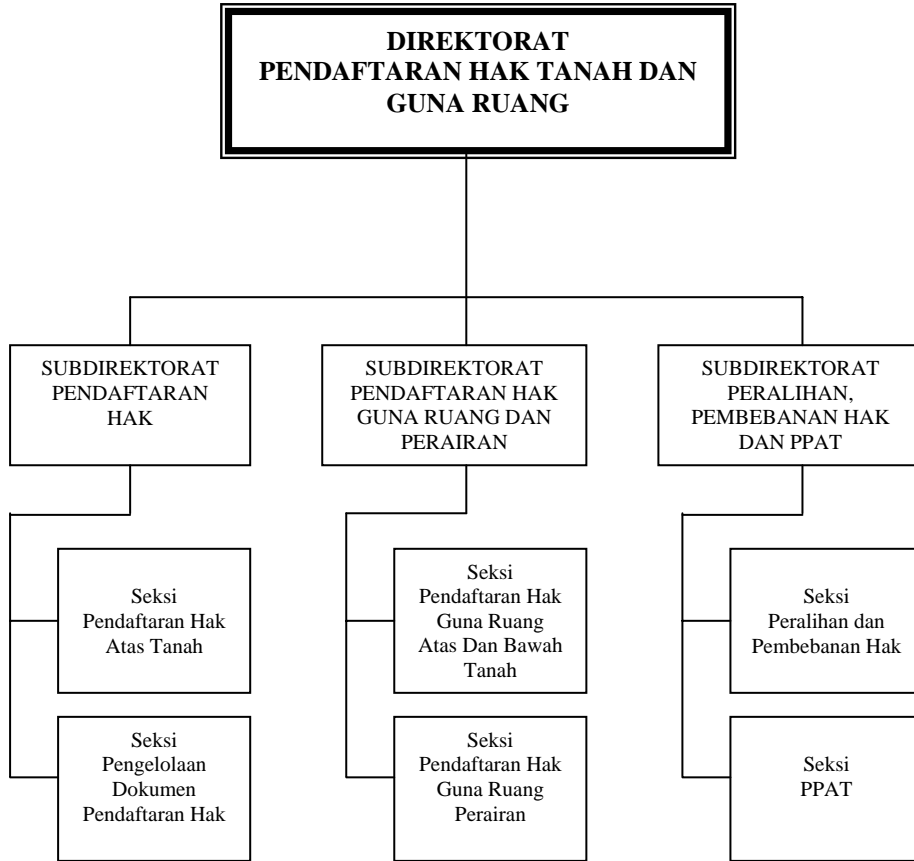 DIREKTORAT
PENDAFTARAN HAK TANAH DAN
GUNA RUANG
SUBDIREKTORAT
PENDAFTARAN
HAK
SUBDIREKTORAT
PENDAFTARAN HAK
GUNA RUANG DAN
PERAIRAN
SUBDIREKTORAT
PERALIHAN,
PEMBEBANAN HAK
DAN PPAT
Seksi
Pendaftaran Hak
Atas Tanah
Seksi
Pendaftaran Hak
Guna Ruang
Atas Dan Bawah
Tanah
Seksi
Peralihan dan
Pembebanan Hak
Seksi
Pengelolaan
Dokumen
Pendaftaran Hak
Seksi
Pendaftaran Hak
Guna Ruang
Perairan
Seksi
PPAT